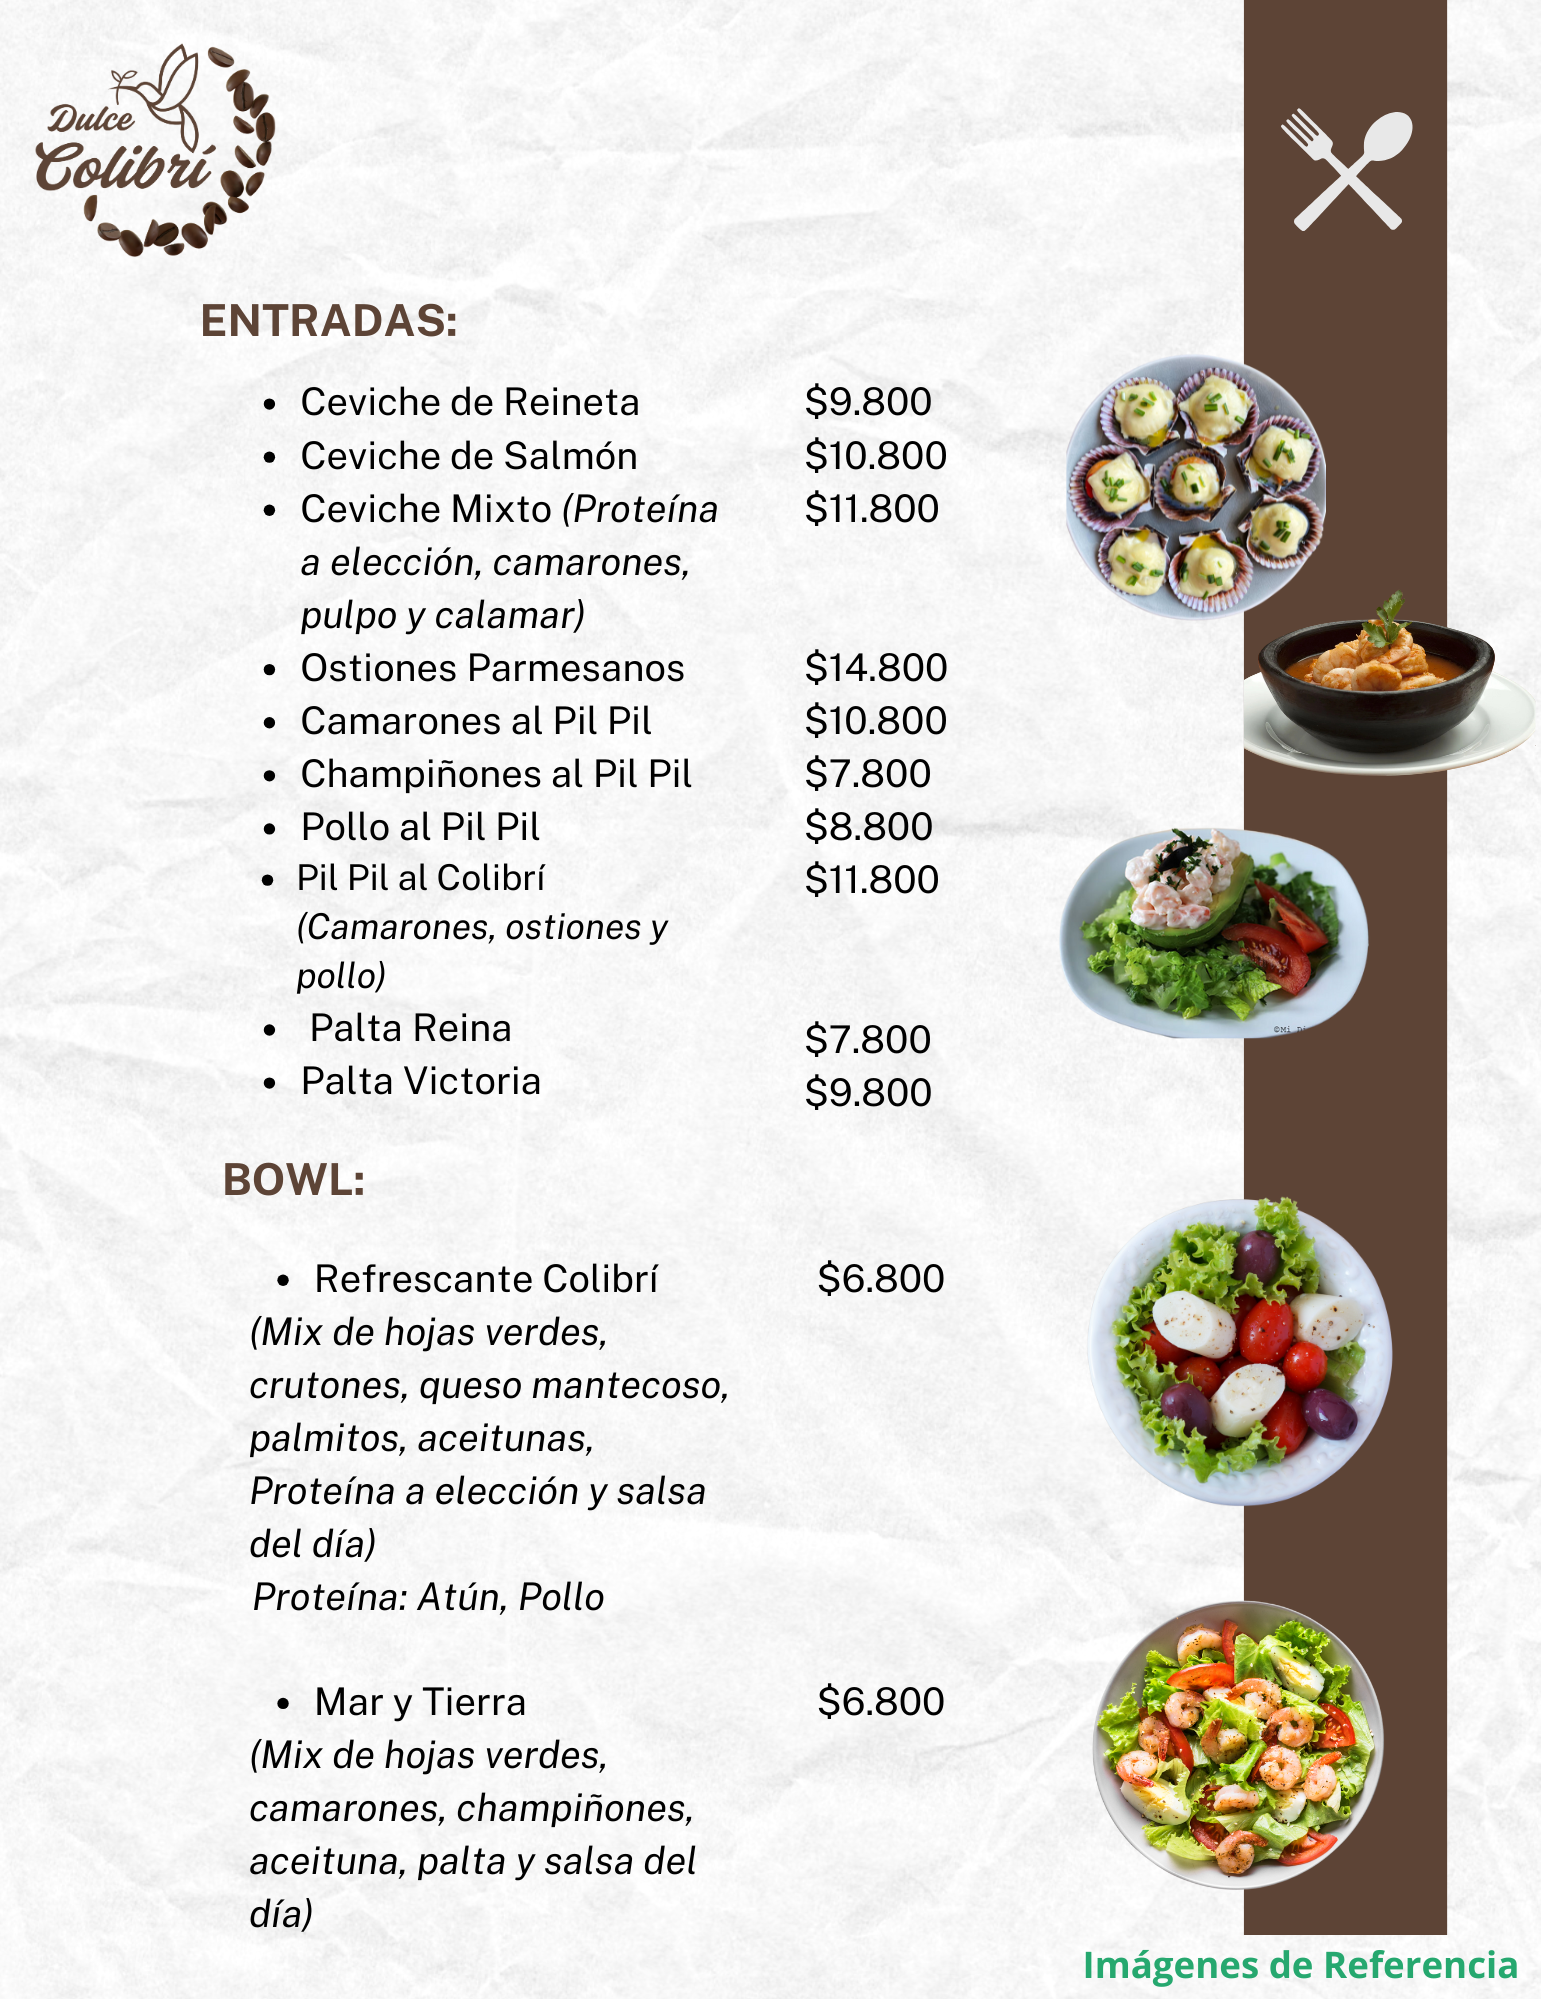 Dulce
Colibrí
ENTRADAS:
• Ceviche de Reineta $9.800
• Ceviche de Salmón $10.800
• Ceviche Mixto (Proteína $11.800
a elección, camarones,
pulpo y calamar)
• Ostiones Parmesanos $14.800
• Camarones al Pil Pil $10.800
• Champiñones al Pil Pil $7.800
• Pollo al Pil Pil $8.800
• Pil Pil al Colibrí $11.800
(Camarones, ostiones y
pollo)
• Palta Reina $7.800
• Palta Victoria $9.800
©Mi
BOWL:
• Refrescante Colibrí $6.800
(Mix de hojas verdes,
crutones, queso mantecoso,
palmitos, aceitunas,
Proteína a elección y salsa
del día)
Proteína: Atún, Pollo
• Mar y Tierra $6.800
(Mix de hojas verdes,
camarones, champiñones,
aceituna, palta y salsa del
día)
Imágenes de Referencia